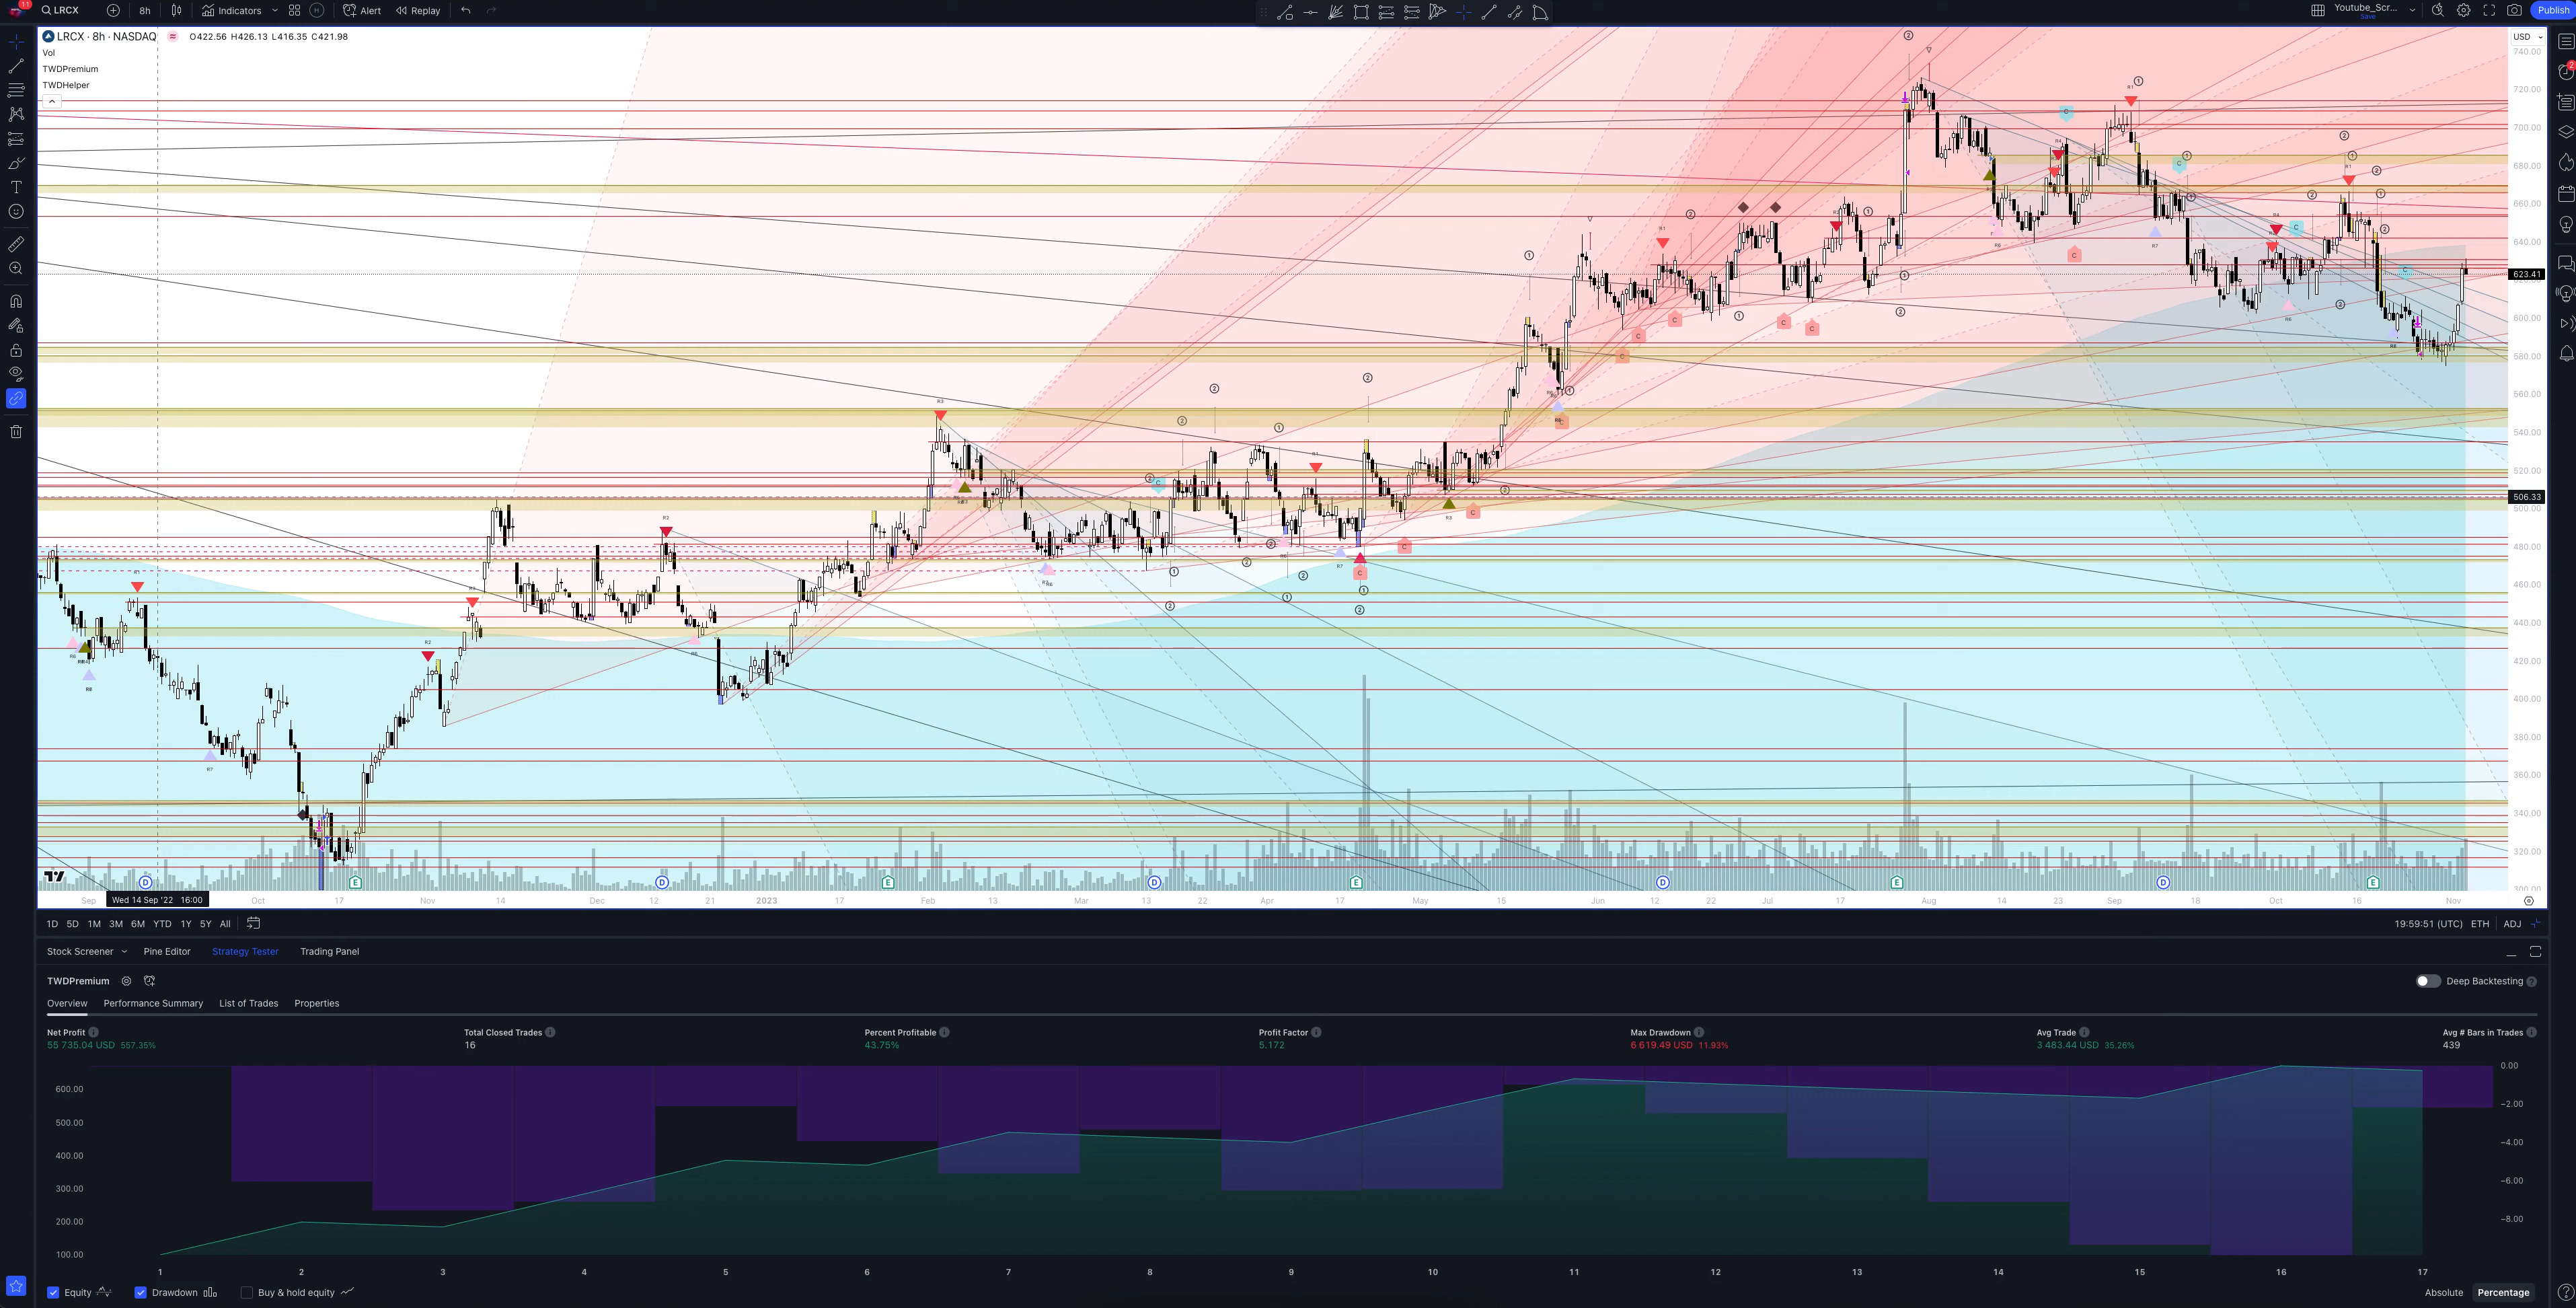 11
LRCX
8h
Indicators
Alert
Replay
Youtube_Scr...
Save
Publish
LRCX · 8h · NASDAQ
O422.56 H426.13 L416.35 C421.98
USD
Vol
TWDPremium
TWDHelper
740.00
720.00
700.00
680.00
660.00
640.00
623.41
600.00
580.00
560.00
540.00
520.00
506.33
500.00
480.00
460.00
440.00
420.00
400.00
380.00
360.00
340.00
320.00
300.00
Sep
Wed 14 Sep '22 16:00
Oct
17
Nov
14
Dec
12
21
2023
Feb
13
Mar
13
22
Apr
17
May
15
Jun
12
22
Jul
17
Aug
14
23
Sep
18
Oct
16
Nov
1D 5D 1M 3M 6M YTD 1Y 5Y All
19:59:51 (UTC) ETH ADJ
Stock Screener Pine Editor Strategy Tester Trading Panel
TWDPremium
Deep Backtesting
Overview Performance Summary List of Trades Properties
Net Profit
55 735.04 USD 557.35%
Total Closed Trades
16
Percent Profitable
43.75%
Profit Factor
5.172
Max Drawdown
6 619.49 USD 11.93%
Avg Trade
3 483.44 USD 35.26%
Avg # Bars in Trades
439
600.00
500.00
400.00
300.00
200.00
100.00
0.00
−2.00
−4.00
−6.00
−8.00
1 2 3 4 5 6 7 8 9 10 11 12 13 14 15 16 17
Equity
Drawdown
Buy & hold equity
Absolute
Percentage